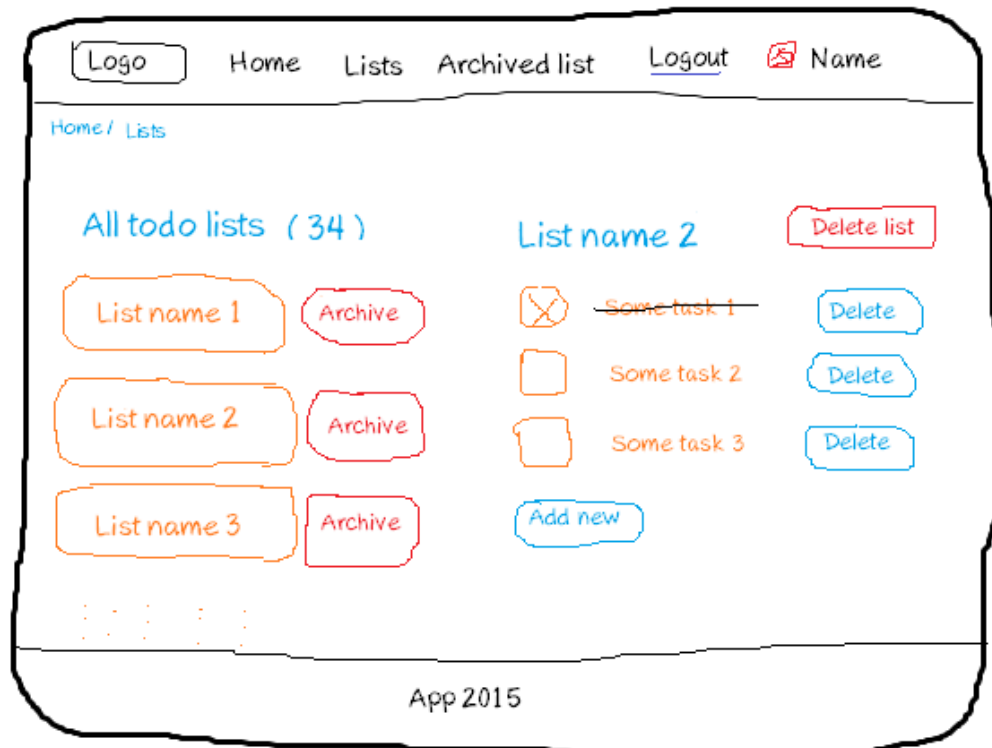 Logo Home Lists Archived list Logout Name
Home / Lists
All todo lists (34)
List name 1 Archive
List name 2 Archive
List name 3 Archive
List name 2 Delete list
Some task 1 Delete
Some task 2 Delete
Some task 3 Delete
Add new
App 2015